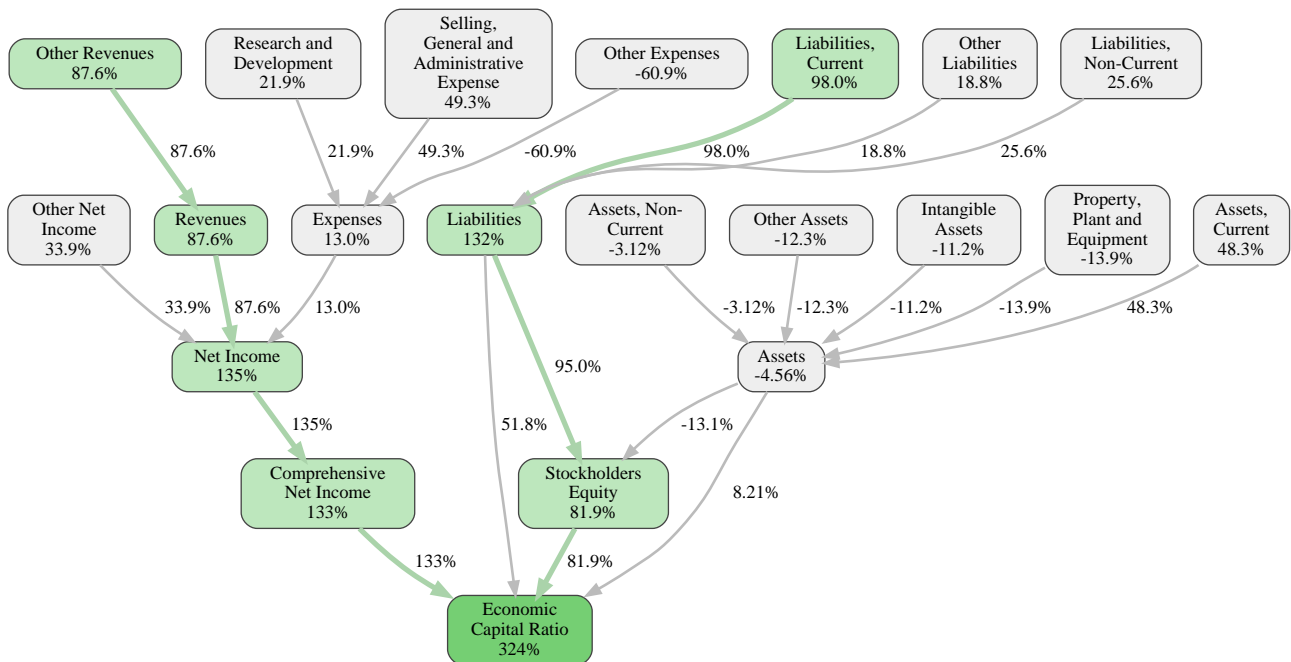 Other Revenues
87.6%
Research and
Development
21.9%
Selling,
General and
Administrative
Expense
49.3%
Other Expenses
-60.9%
Liabilities,
Current
98.0%
Other
Liabilities
18.8%
Liabilities,
Non-Current
25.6%
87.6%
21.9%
49.3%
-60.9%
98.0%
18.8%
25.6%
Other Net
Income
33.9%
Revenues
87.6%
Expenses
13.0%
Liabilities
132%
Assets, Non-
Current
-3.12%
Other Assets
-12.3%
Intangible
Assets
-11.2%
Property,
Plant and
Equipment
-13.9%
Assets,
Current
48.3%
33.9%
87.6%
13.0%
-3.12%
-12.3%
-11.2%
-13.9%
48.3%
Net Income
135%
95.0%
Assets
-4.56%
135%
51.8%
-13.1%
Comprehensive
Net Income
133%
Stockholders
Equity
81.9%
8.21%
133%
81.9%
Economic
Capital Ratio
324%